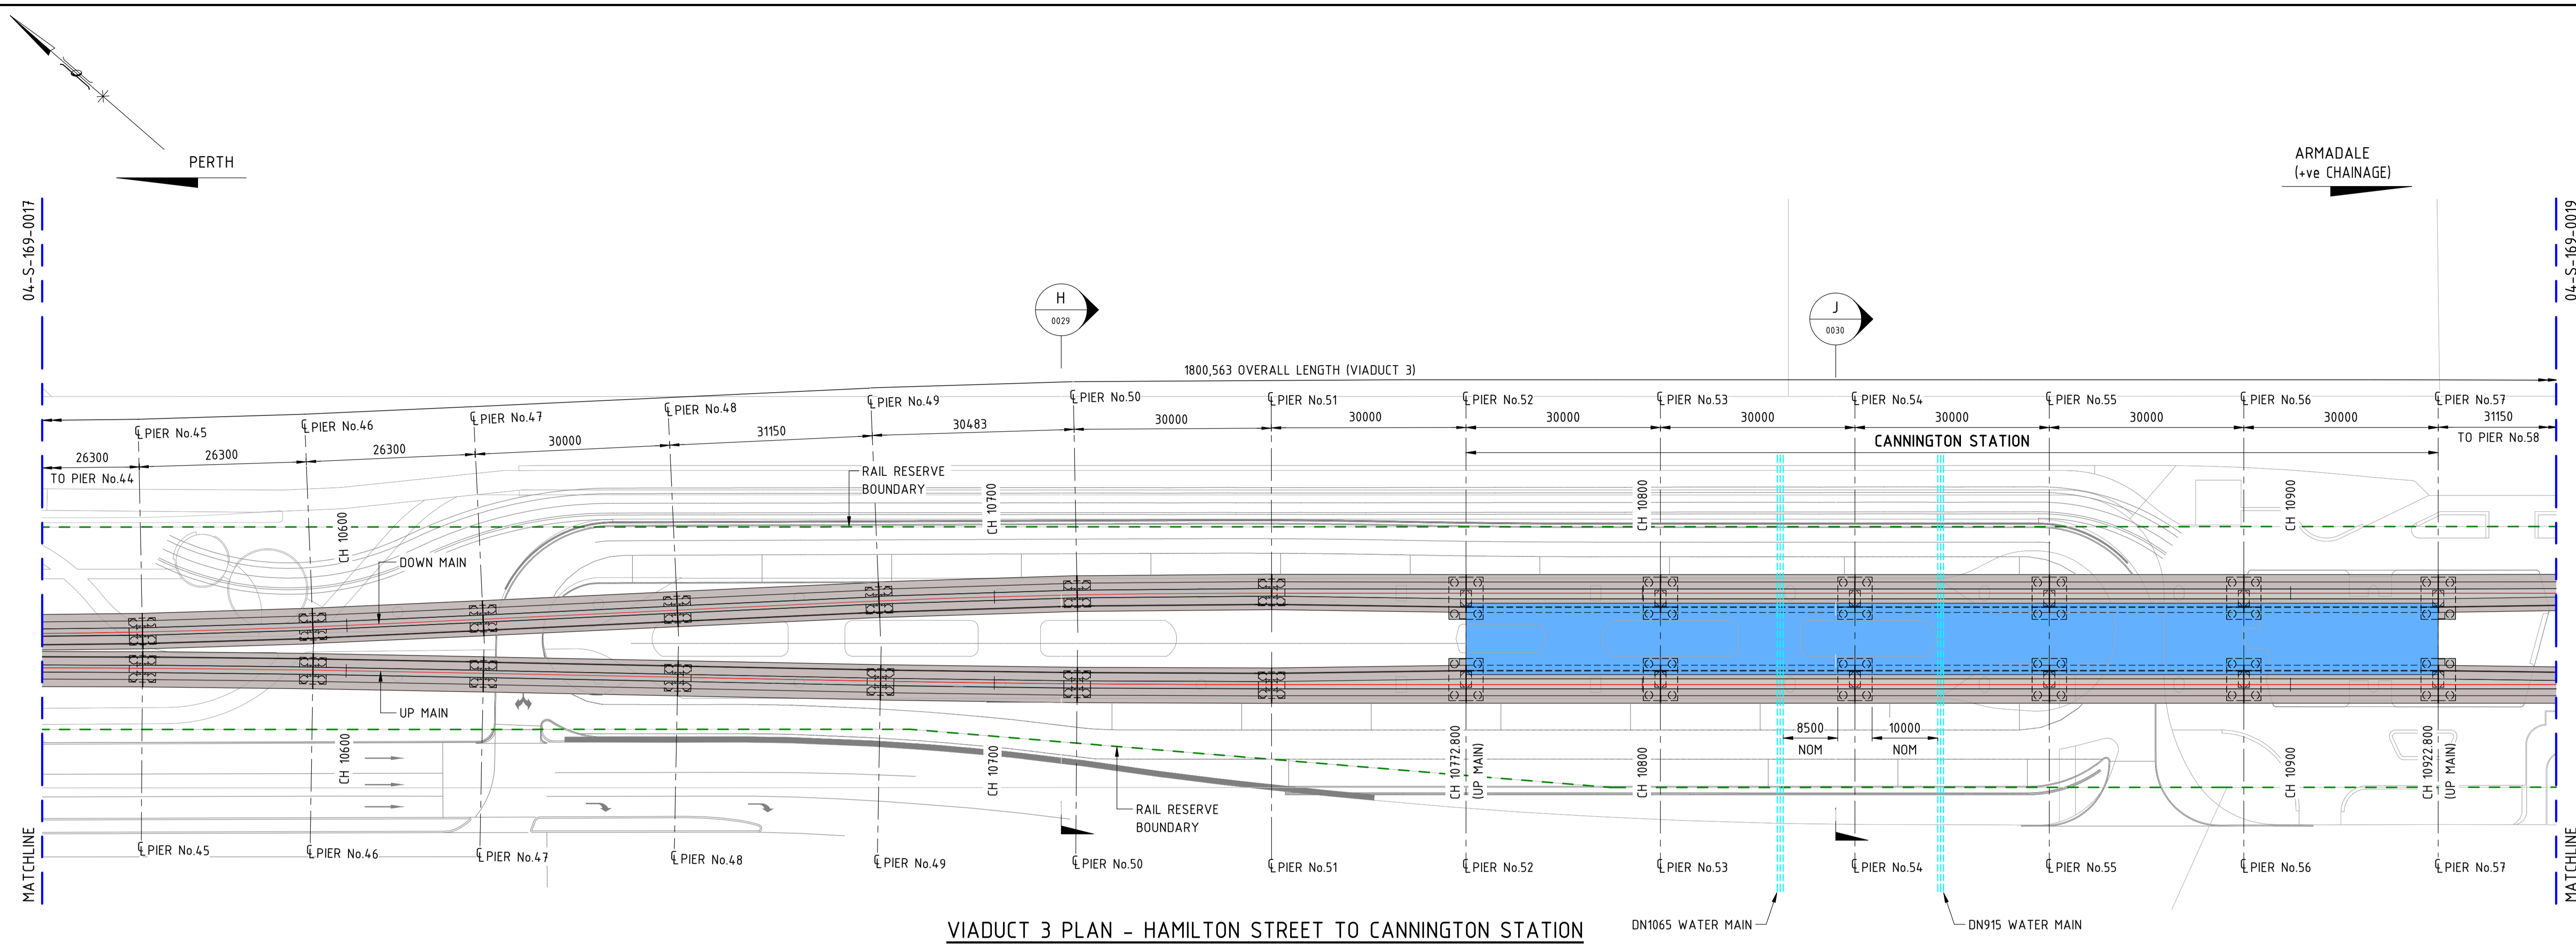 PERTH
ARMADALE
(+ve CHAINAGE)
04-S-169-0017
04-S-169-0019
H
0029
J
0030
1800,563 OVERALL LENGTH (VIADUCT 3)
℄ PIER No.45
℄ PIER No.46
℄ PIER No.47
℄ PIER No.48
℄ PIER No.49
℄ PIER No.50
℄ PIER No.51
℄ PIER No.52
℄ PIER No.53
℄ PIER No.54
℄ PIER No.55
℄ PIER No.56
℄ PIER No.57
26300
26300
26300
30000
31150
30483
30000
30000
30000
30000
30000
30000
30000
31150
TO PIER No.44
TO PIER No.58
CANNINGTON STATION
RAIL RESERVE
BOUNDARY
CH 10600
CH 10700
CH 10800
CH 10900
DOWN MAIN
UP MAIN
8500
NOM
10000
NOM
CH 10600
CH 10700
CH 10772.800
(UP MAIN)
CH 10800
CH 10900
CH 10922.800
(UP MAIN)
RAIL RESERVE
BOUNDARY
MATCHLINE
MATCHLINE
℄ PIER No.45
℄ PIER No.46
℄ PIER No.47
℄ PIER No.48
℄ PIER No.49
℄ PIER No.50
℄ PIER No.51
℄ PIER No.52
℄ PIER No.53
℄ PIER No.54
℄ PIER No.55
℄ PIER No.56
℄ PIER No.57
DN1065 WATER MAIN
DN915 WATER MAIN
VIADUCT 3 PLAN - HAMILTON STREET TO CANNINGTON STATION